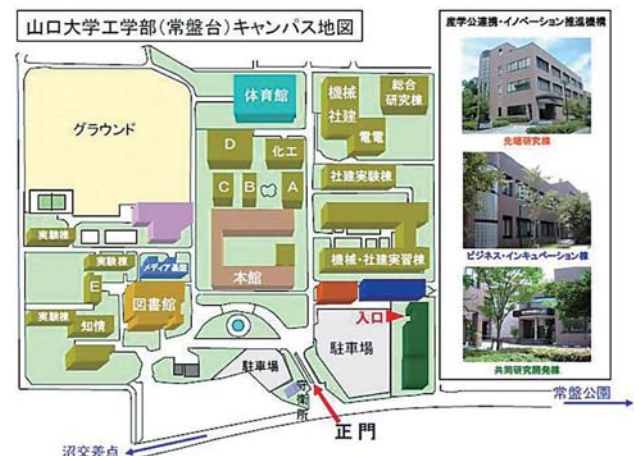 山口大学工学部(常盤台)キャンパス地図
産学公連携・イノベーション推進機構
体育館
機械
社建
総合
研究棟
電電
グラウンド
D
化工
C
B
A
社建実験棟
先端研究棟
実験棟
実験棟
メディア基盤
本館
機械・社建実習棟
ビジネス・インキュベーション棟
E
図書館
入口
実験棟
知情
駐車場
駐車場
守衛所
共同研究開発棟
正門
常盤公園
沼交差点